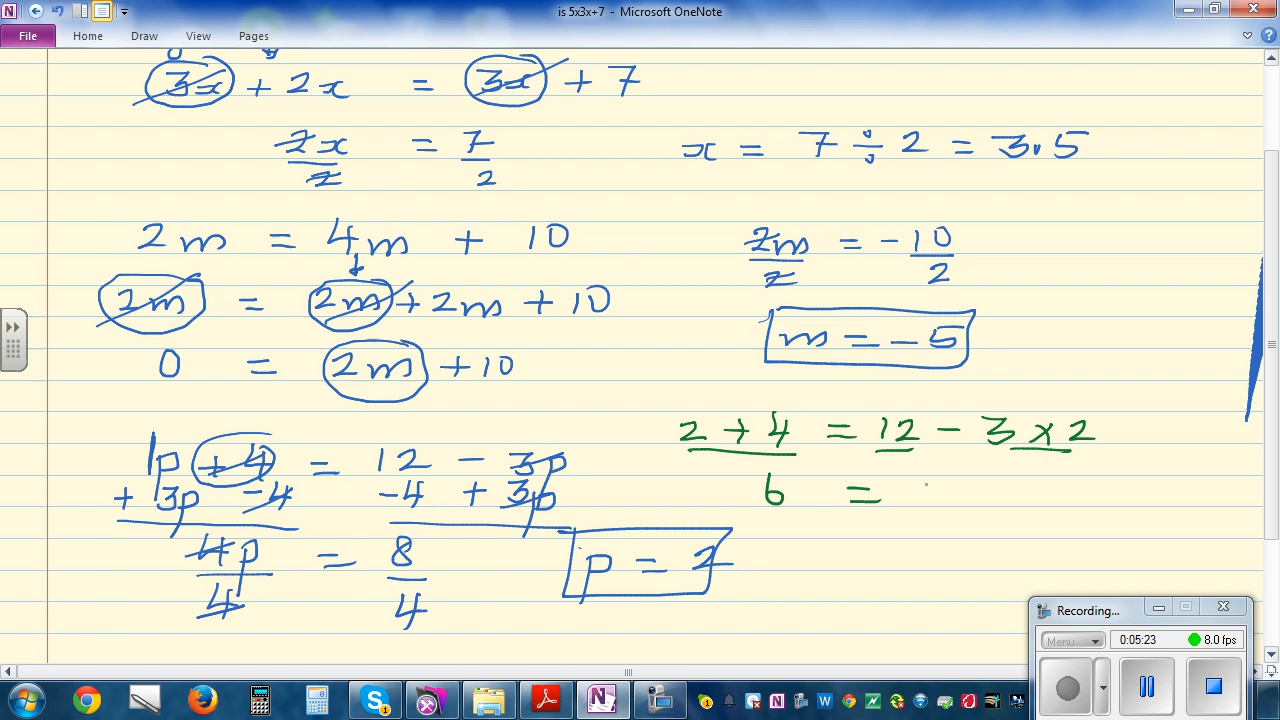 is 5x3x+7 - Microsoft OneNote
File Home Draw View Pages
3x + 2x = 3x + 7
2x/2 = 7/2
x = 7 ÷ 2 = 3.5
2m = 4m + 10
2m/2 = -10/2
2m = 2m + 2m + 10
m = -5
0 = 2m + 10
2 + 4 = 12 - 3 x 2
1p + 4 = 12 - 3p
+ 3p - 4 - 4 + 3p
6 =
4p/4 = 8/4
p = 2
Recording...
Menu 0:05:23 8.0 fps